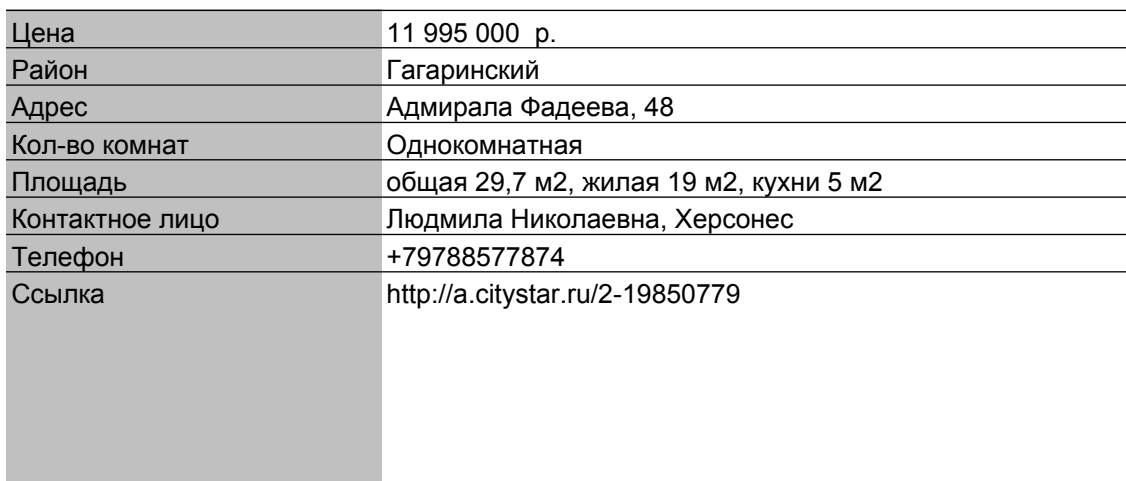 Цена 11 995 000 р.
Район Гагаринский
Адрес Адмирала Фадеева, 48
Кол-во комнат Однокомнатная
Площадь общая 29,7 м2, жилая 19 м2, кухни 5 м2
Контактное лицо Людмила Николаевна, Херсонес
Телефон +79788577874
Ссылка http://a.citystar.ru/2-19850779